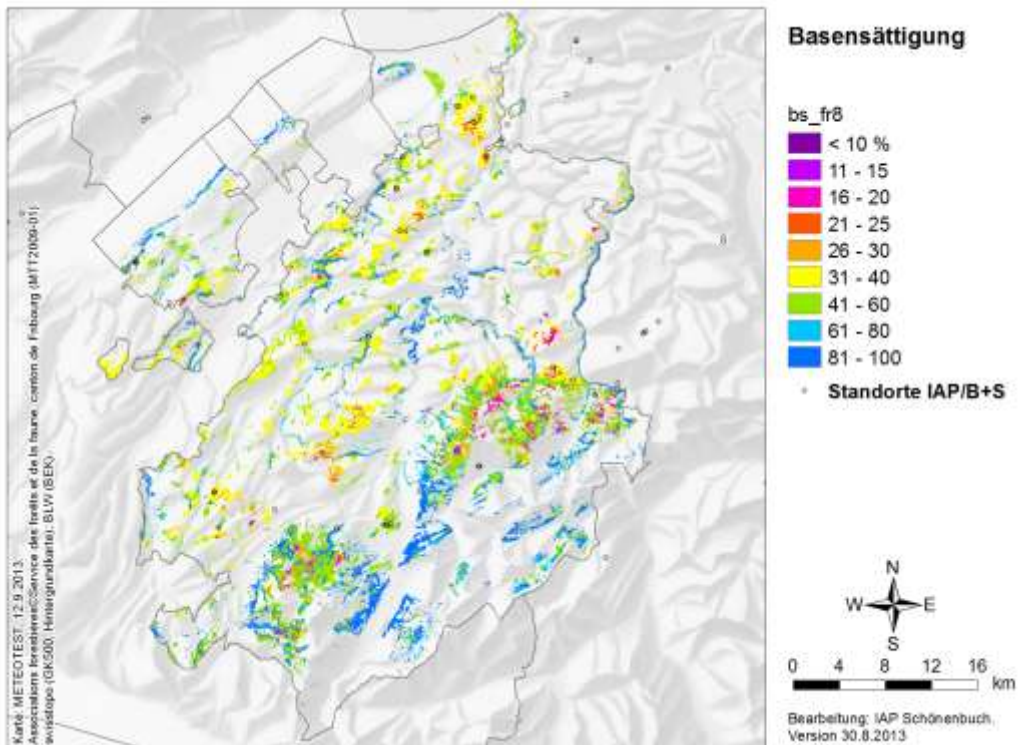 Basensättigung
bs_fr8
< 10 %
11 - 15
16 - 20
21 - 25
26 - 30
31 - 40
41 - 60
61 - 80
81 - 100
Standorte IAP/B+S
N
W E
S
0 4 8 12 16
km
Bearbeitung: IAP Schönenbuch.
Version 30.8.2013
Karte: METEOTEST, 12.9.2013.
Associations forestières©Service des forêts et de la faune, canton de Fribourg (MTT2009-01)
swisstopo (GK500, Hintergrundkarte); BLW (BEK)